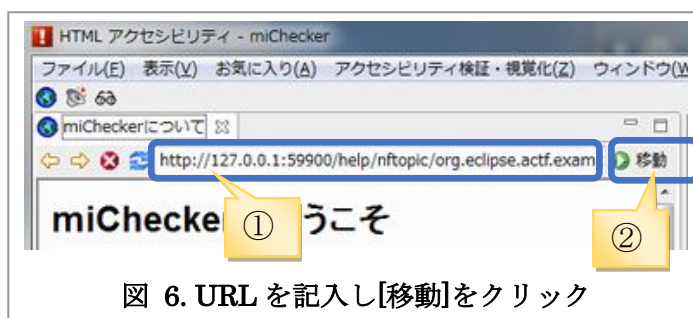 HTML アクセシビリティ - miChecker
ファイル(E) 表示(V) お気に入り(A) アクセシビリティ検証・視覚化(Z) ウィンドウ(W
miCheckerについて
http://127.0.0.1:59900/help/nftopic/org.eclipse.actf.exam 移動
miChecke うこそ
①
②
図 6. URL を記入し[移動]をクリック